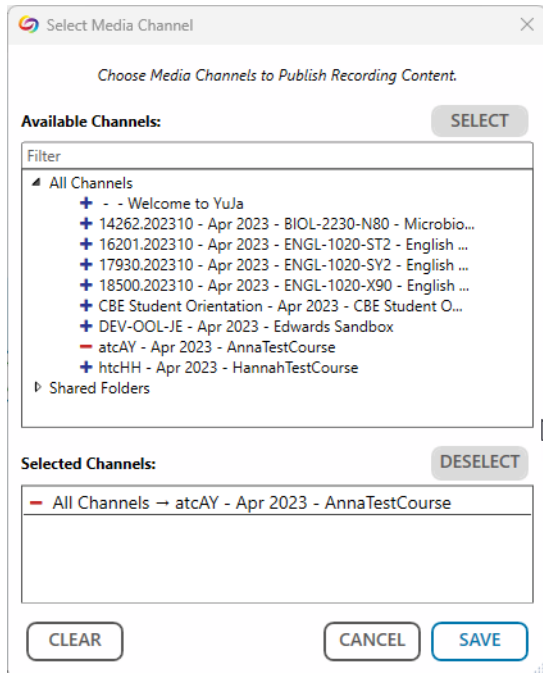 Select Media Channel
Choose Media Channels to Publish Recording Content.
Available Channels:
SELECT
Filter
All Channels
- - Welcome to YuJa
14262.202310 - Apr 2023 - BIOL-2230-N80 - Microbio...
16201.202310 - Apr 2023 - ENGL-1020-ST2 - English ...
17930.202310 - Apr 2023 - ENGL-1020-SY2 - English ...
18500.202310 - Apr 2023 - ENGL-1020-X90 - English ...
CBE Student Orientation - Apr 2023 - CBE Student O...
DEV-OOL-JE - Apr 2023 - Edwards Sandbox
atcAY - Apr 2023 - AnnaTestCourse
htcHH - Apr 2023 - HannahTestCourse
Shared Folders
Selected Channels:
DESELECT
All Channels → atcAY - Apr 2023 - AnnaTestCourse
CLEAR
CANCEL
SAVE